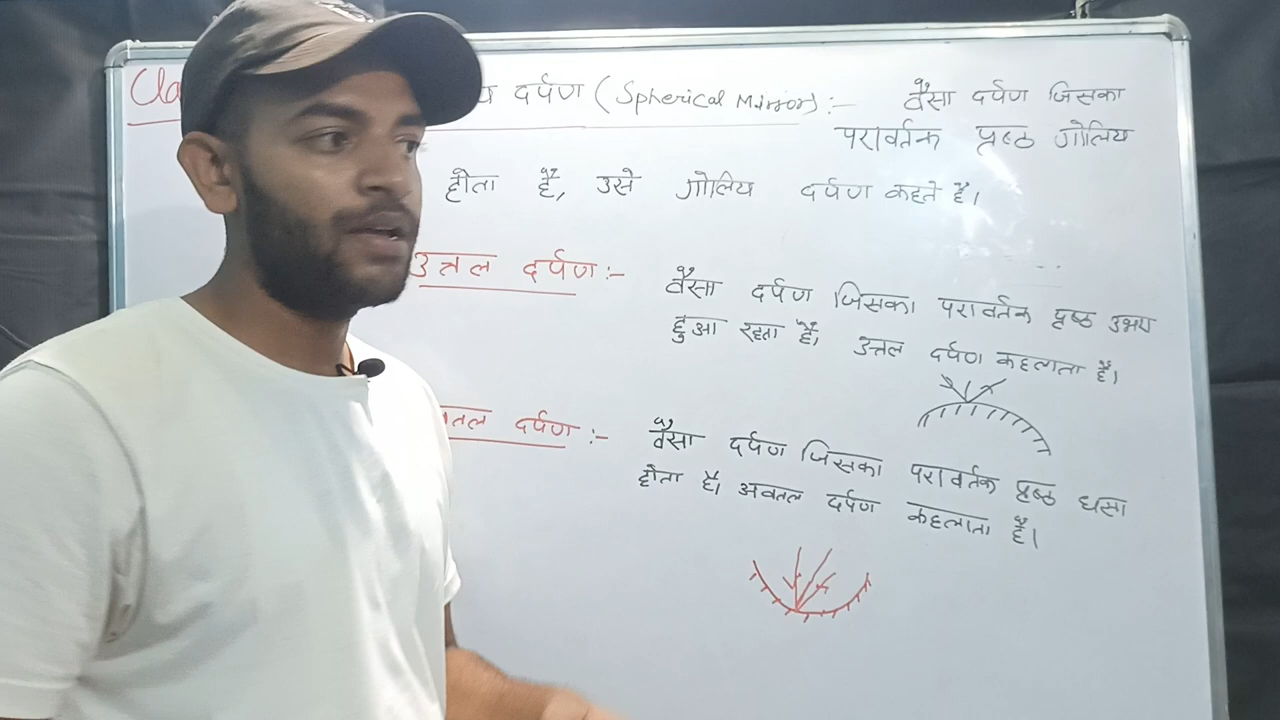 दर्पण (Spherical Mirror) :- वैसा दर्पण जिसका
परावर्तक प्रष्ठ गोलिय
होता है, उसे गोलिय दर्पण कहते है।
उत्तल दर्पण :- वैसा दर्पण जिसका परावर्तक पृष्ठ उभरा
हुआ रहता है, उत्तल दर्पण कहलाता है।
दर्पण :- वैसा दर्पण जिसका परावर्तक पृष्ठ धसा
होता है। अवतल दर्पण कहलाता है।